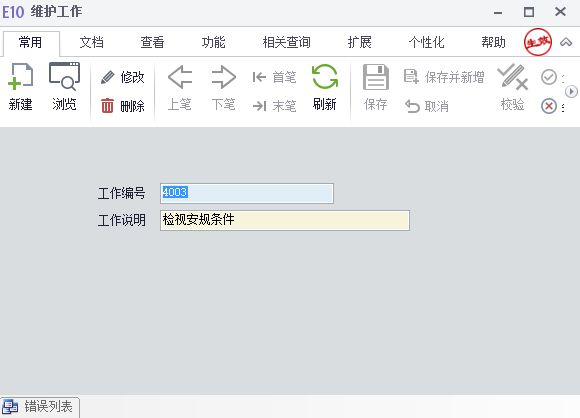 E10 维护工作
常用 文档 查看 功能 相关查询 扩展 个性化 帮助 生效
新建 浏览 修改 删除 上笔 下笔 首笔 末笔 刷新 保存 保存并新增 取消 校验
工作编号 4003
工作说明 检视安规条件
错误列表